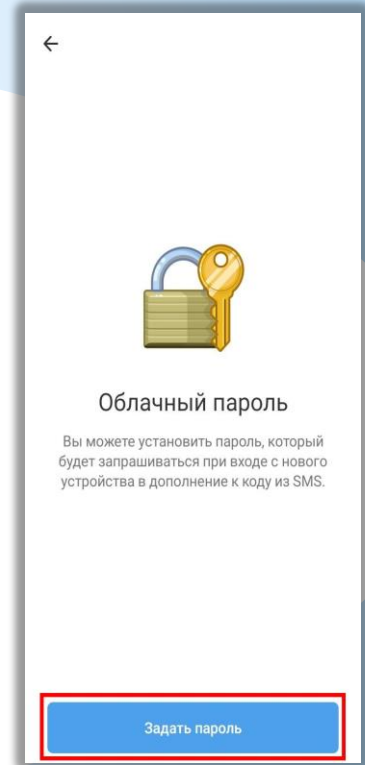 Облачный пароль
Вы можете установить пароль, который
будет запрашиваться при входе с нового
устройства в дополнение к коду из SMS.
Задать пароль